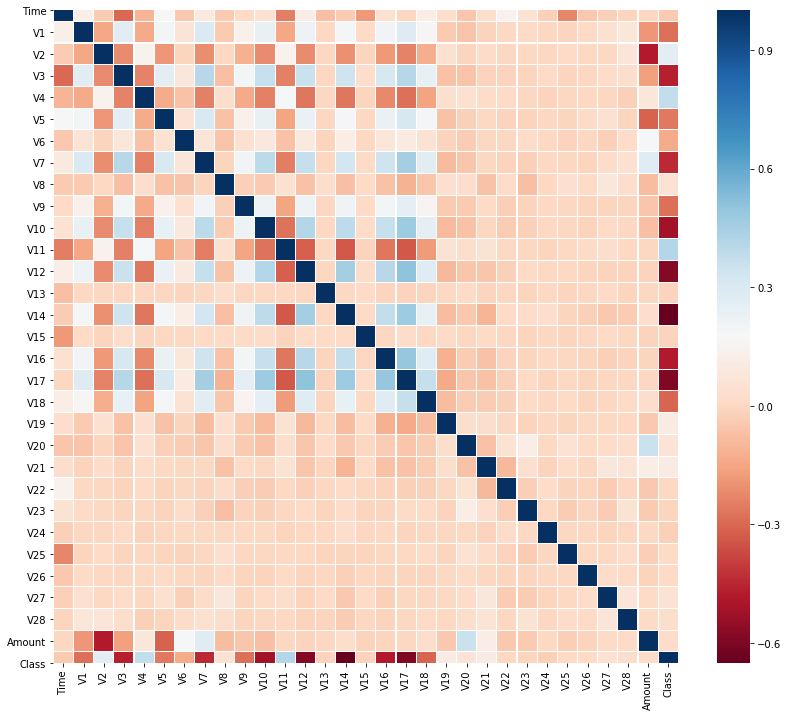 Time
V1
V2
V3
V4
V5
V6
V7
V8
V9
V10
V11
V12
V13
V14
V15
V16
V17
V18
V19
V20
V21
V22
V23
V24
V25
V26
V27
V28
Amount
Class
Time
V1
V2
V3
V4
V5
V6
V7
V8
V9
V10
V11
V12
V13
V14
V15
V16
V17
V18
V19
V20
V21
V22
V23
V24
V25
V26
V27
V28
Amount
Class
0.9
0.6
0.3
0.0
−0.3
−0.6